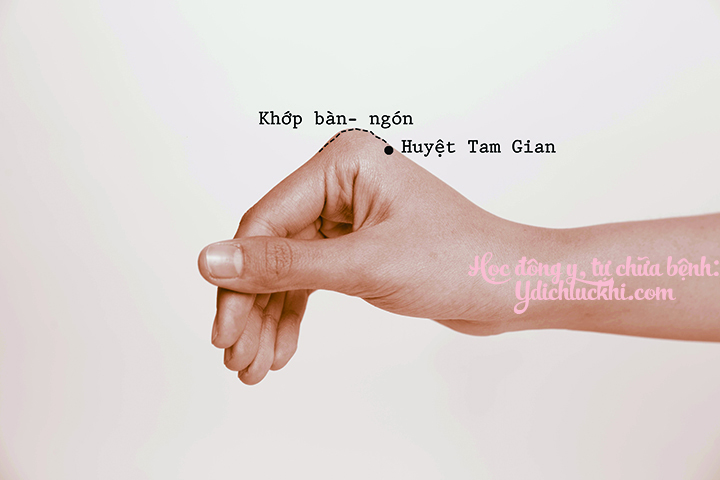 Khớp bàn- ngón
Huyệt Tam Gian
Học đông y, tự chữa bệnh:
Ydichluckhi.com